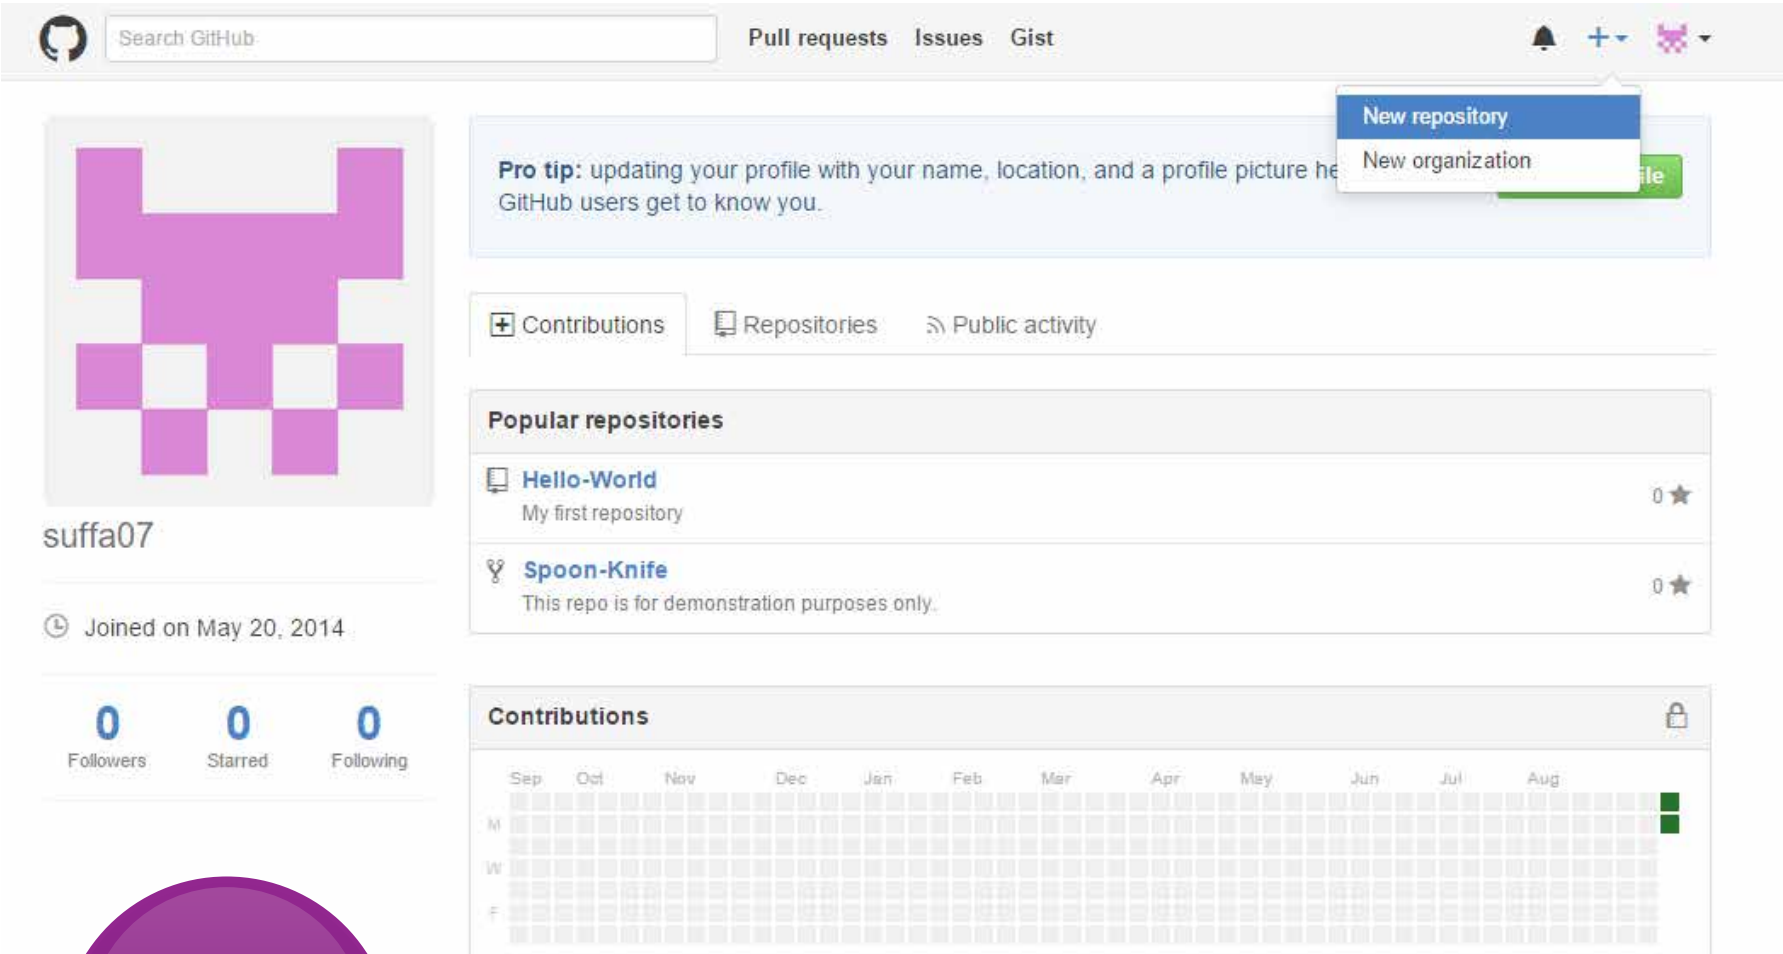 Search GitHub
Pull requests Issues Gist
New repository
New organization
Pro tip: updating your profile with your name, location, and a profile picture
GitHub users get to know you.
Contributions
Repositories
Public activity
Popular repositories
Hello-World
My first repository
0
Spoon-Knife
This repo is for demonstration purposes only.
0
suffa07
Joined on May 20, 2014
0 0 0
Followers Starred Following
Contributions
Sep Oct Nov Dec Jan Feb Mar Apr May Jun Jul Aug
M
W
F